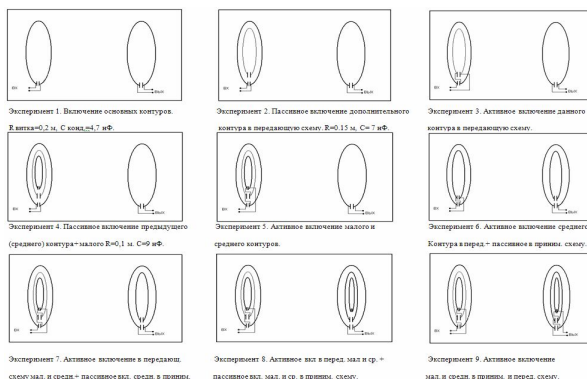 Эксперимент 1. Включение основных контуров.
R витка=0,2 м, С конд.=4,7 нФ.
Эксперимент 2. Пассивное включение дополнительного
контура в передающую схему. R=0.15 м, С= 7 нФ.
Эксперимент 3. Активное включение данного
контура в передающую схему.
Эксперимент 4. Пассивное включение предыдущего
(среднего) контура+малого R=0,1 м. С=9 нФ.
Эксперимент 5. Активное включение малого и
среднего контуров.
Эксперимент 6. Активное включение среднего
Контура в перед.+ пассивное в приним. схему.
Эксперимент 7. Активное включение в передающ.
схему мал. и средн.+ пассивное вкл. средн. в приним.
Эксперимент 8. Активное вкл в перед. мал и ср. +
пассивное вкл. мал. и ср. в приним. схему.
Эксперимент 9. Активное включение
мал. и средн. в приним. и перед. схему.